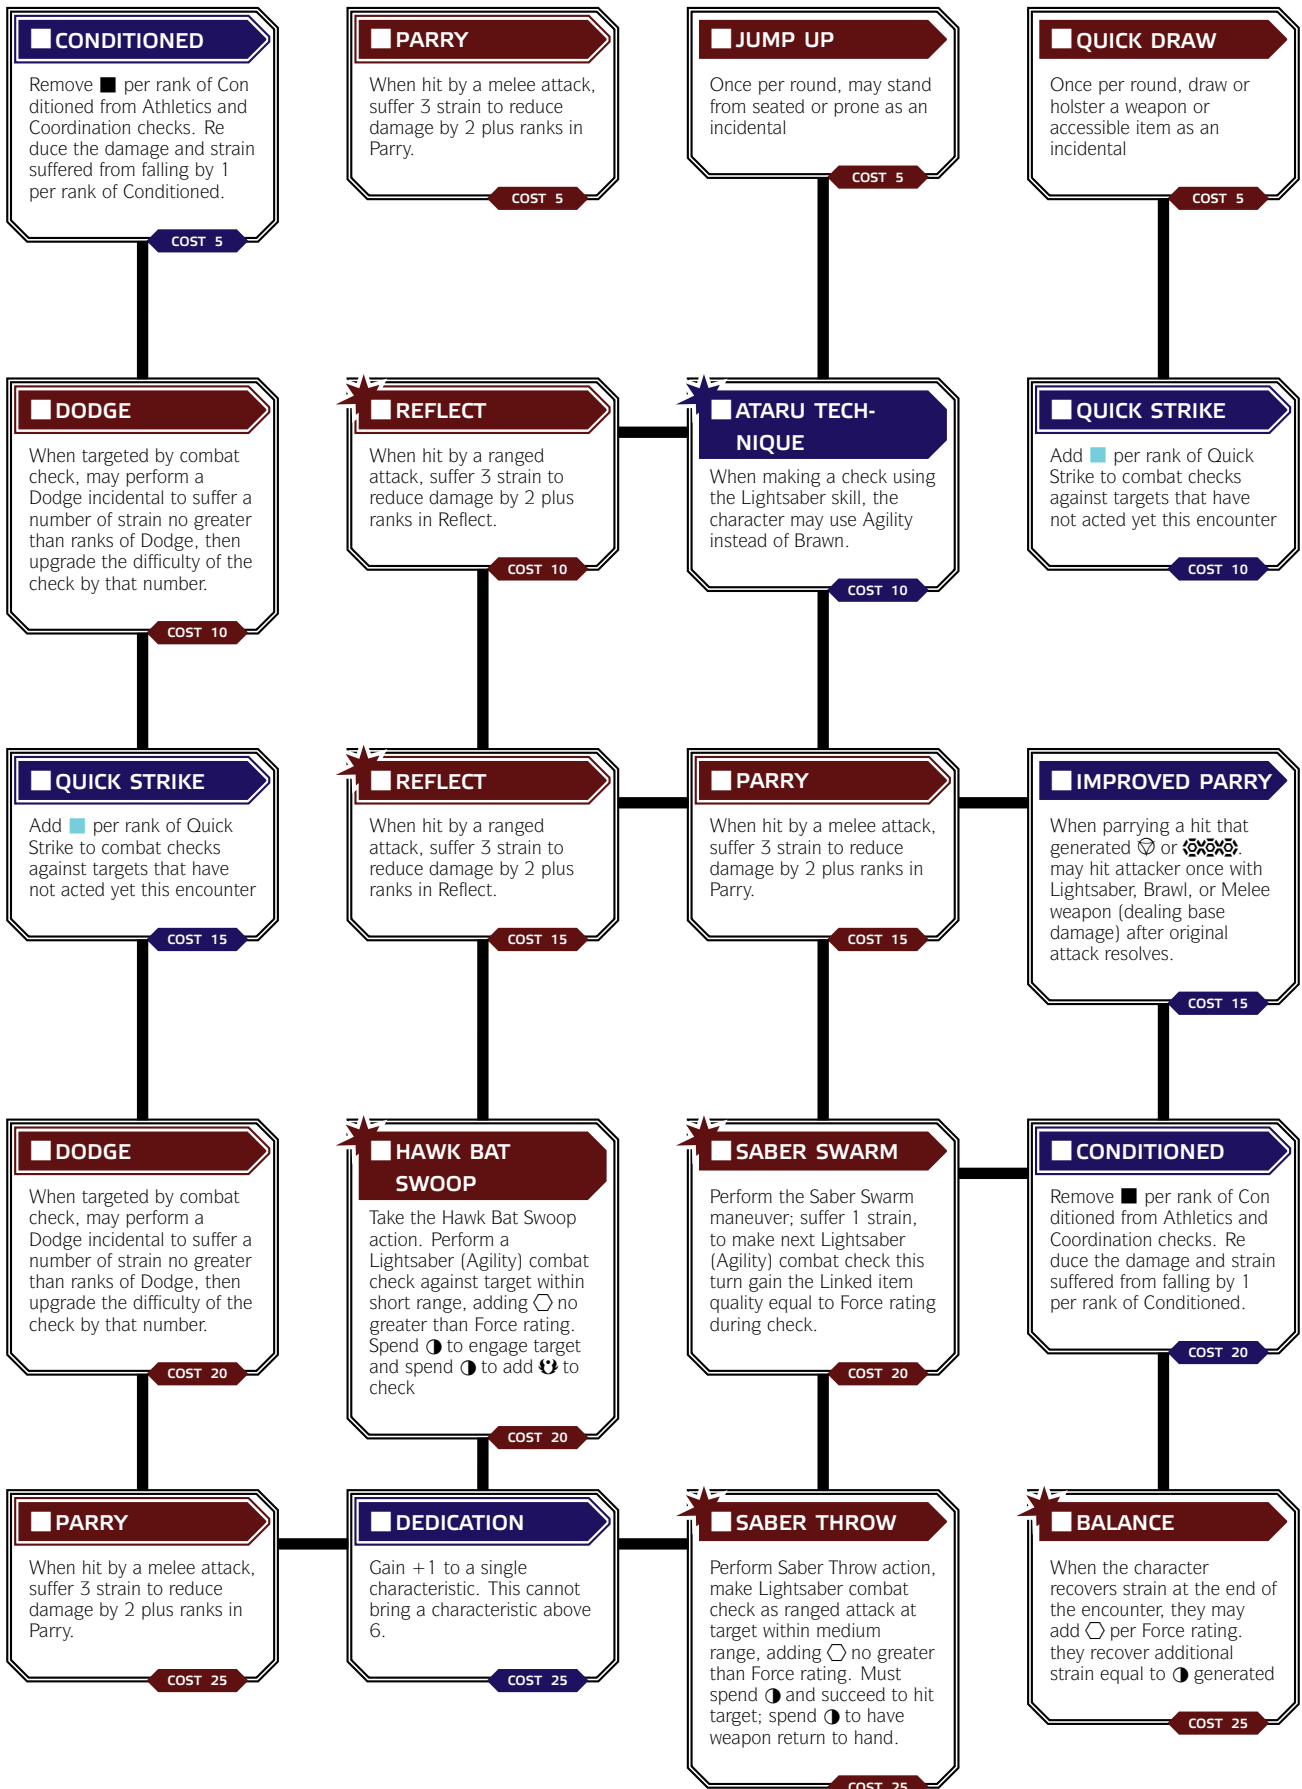 CONDITIONED
Remove per rank of Con
ditioned from Athletics and
Coordination checks. Re
duce the damage and strain
suffered from falling by 1
per rank of Conditioned.
COST 5
PARRY
When hit by a melee attack,
suffer 3 strain to reduce
damage by 2 plus ranks in
Parry.
COST 5
JUMP UP
Once per round, may stand
from seated or prone as an
incidental
COST 5
QUICK DRAW
Once per round, draw or
holster a weapon or
accessible item as an
incidental
COST 5
DODGE
When targeted by combat
check, may perform a
Dodge incidental to suffer a
number of strain no greater
than ranks of Dodge, then
upgrade the difficulty of the
check by that number.
COST 10
REFLECT
When hit by a ranged
attack, suffer 3 strain to
reduce damage by 2 plus
ranks in Reflect.
COST 10
ATARU TECH-
NIQUE
When making a check using
the Lightsaber skill, the
character may use Agility
instead of Brawn.
COST 10
QUICK STRIKE
Add per rank of Quick
Strike to combat checks
against targets that have
not acted yet this encounter
COST 10
QUICK STRIKE
Add per rank of Quick
Strike to combat checks
against targets that have
not acted yet this encounter
COST 15
REFLECT
When hit by a ranged
attack, suffer 3 strain to
reduce damage by 2 plus
ranks in Reflect.
COST 15
PARRY
When hit by a melee attack,
suffer 3 strain to reduce
damage by 2 plus ranks in
Parry.
COST 15
IMPROVED PARRY
When parrying a hit that
generated or .
may hit attacker once with
Lightsaber, Brawl, or Melee
weapon (dealing base
damage) after original
attack resolves.
COST 15
DODGE
When targeted by combat
check, may perform a
Dodge incidental to suffer a
number of strain no greater
than ranks of Dodge, then
upgrade the difficulty of the
check by that number.
COST 20
HAWK BAT
SWOOP
Take the Hawk Bat Swoop
action. Perform a
Lightsaber (Agility) combat
check against target within
short range, adding no
greater than Force rating.
Spend to engage target
and spend to add to
check
COST 20
SABER SWARM
Perform the Saber Swarm
maneuver; suffer 1 strain,
to make next Lightsaber
(Agility) combat check this
turn gain the Linked item
quality equal to Force rating
during check.
COST 20
CONDITIONED
Remove per rank of Con
ditioned from Athletics and
Coordination checks. Re
duce the damage and strain
suffered from falling by 1
per rank of Conditioned.
COST 20
PARRY
When hit by a melee attack,
suffer 3 strain to reduce
damage by 2 plus ranks in
Parry.
COST 25
DEDICATION
Gain +1 to a single
characteristic. This cannot
bring a characteristic above
6.
COST 25
SABER THROW
Perform Saber Throw action,
make Lightsaber combat
check as ranged attack at
target within medium
range, adding no greater
than Force rating. Must
spend and succeed to hit
target; spend to have
weapon return to hand.
COST 25
BALANCE
When the character
recovers strain at the end of
the encounter, they may
add per Force rating.
they recover additional
strain equal to generated
COST 25